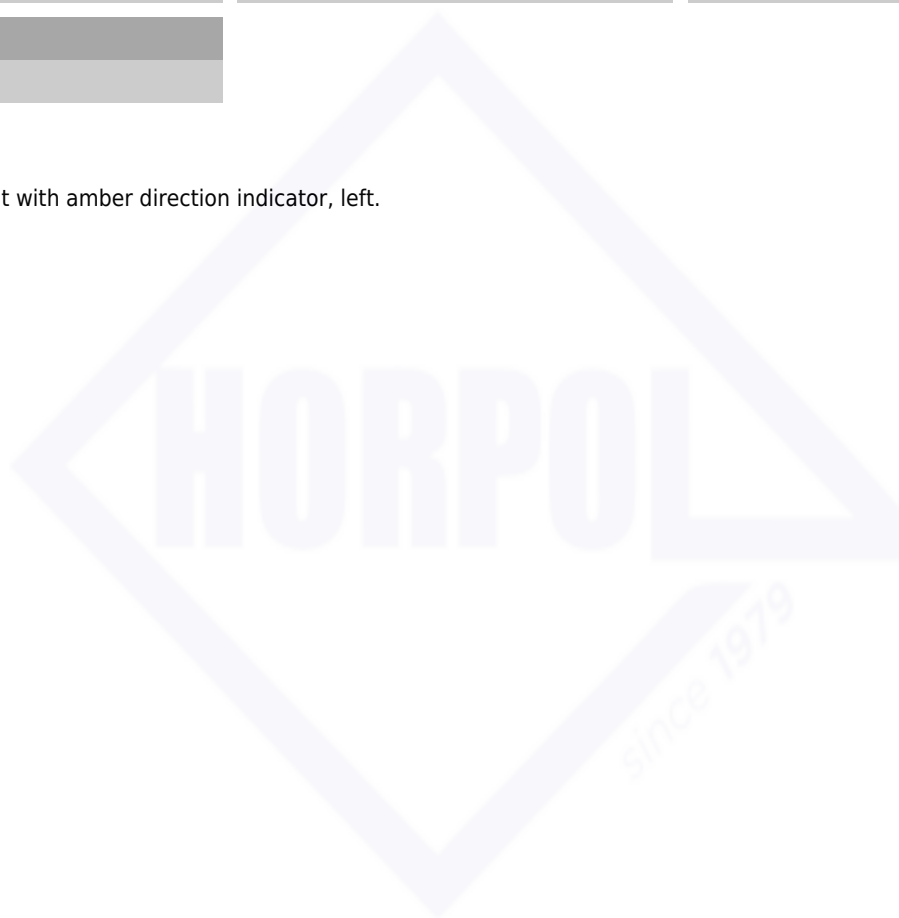 t with amber direction indicator, left.
HORPOL
since 1979